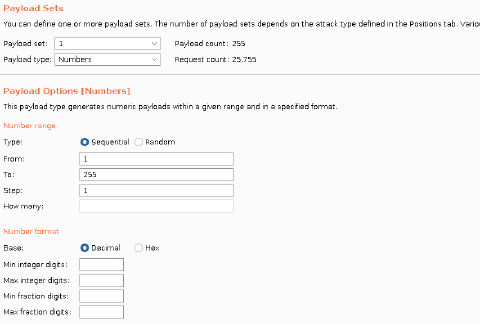 Payload Sets
You can define one or more payload sets. The number of payload sets depends on the attack type defined in the Positions tab. Variou
Payload set: 1 Payload count: 255
Payload type: Numbers Request count: 25,755
Payload Options [Numbers]
This payload type generates numeric payloads within a given range and in a specified format.
Number range
Type: Sequential Random
From: 1
To: 255
Step: 1
How many:
Number format
Base: Decimal Hex
Min integer digits:
Max integer digits:
Min fraction digits:
Max fraction digits: